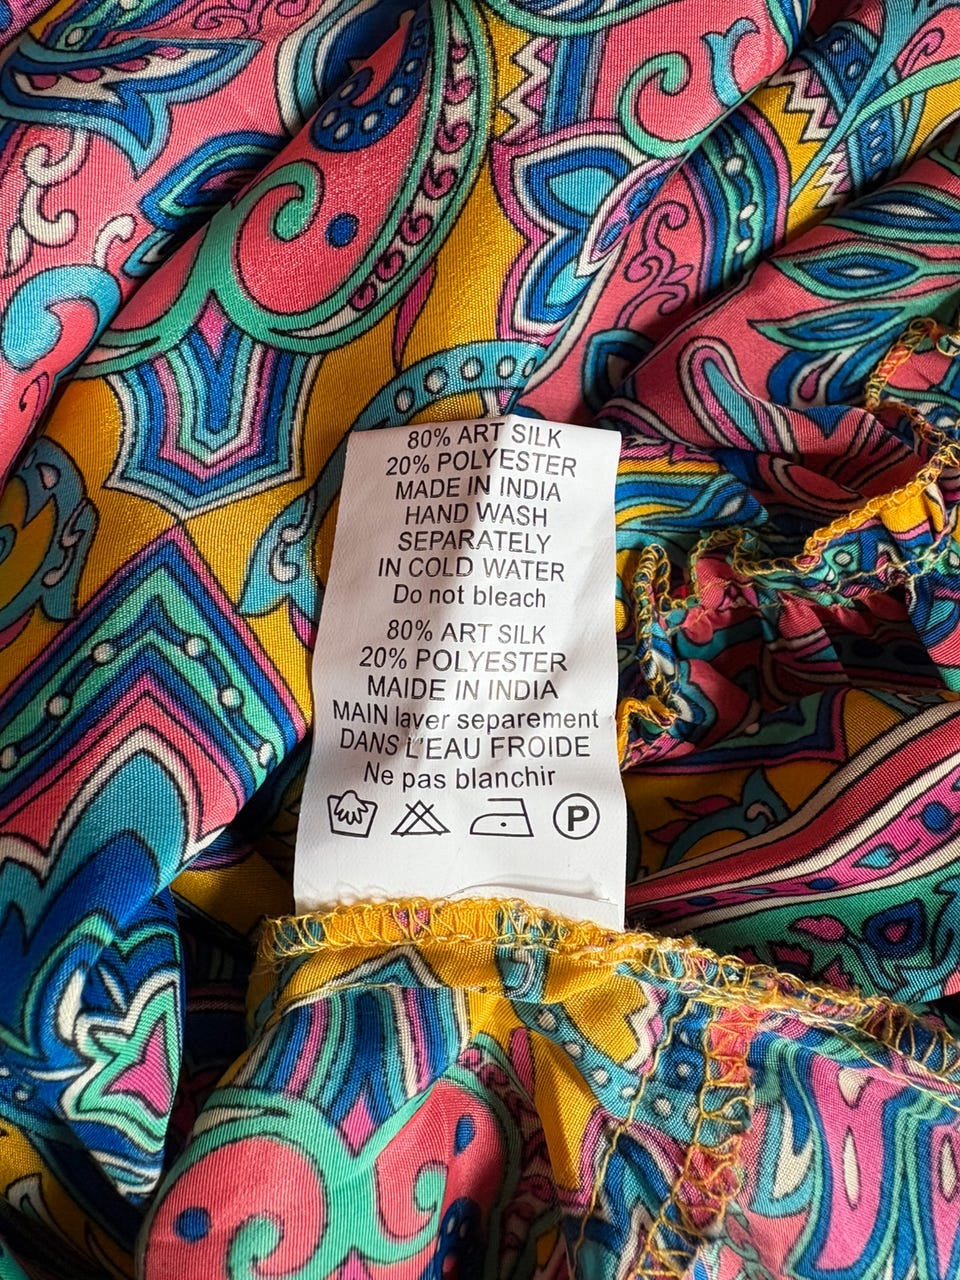 80% ART SILK
20% POLYESTER
MADE IN INDIA
HAND WASH
SEPARATELY
IN COLD WATER
Do not bleach
80% ART SILK
20% POLYESTER
MAIDE IN INDIA
MAIN laver separement
DANS L'EAU FROIDE
Ne pas blanchir
P